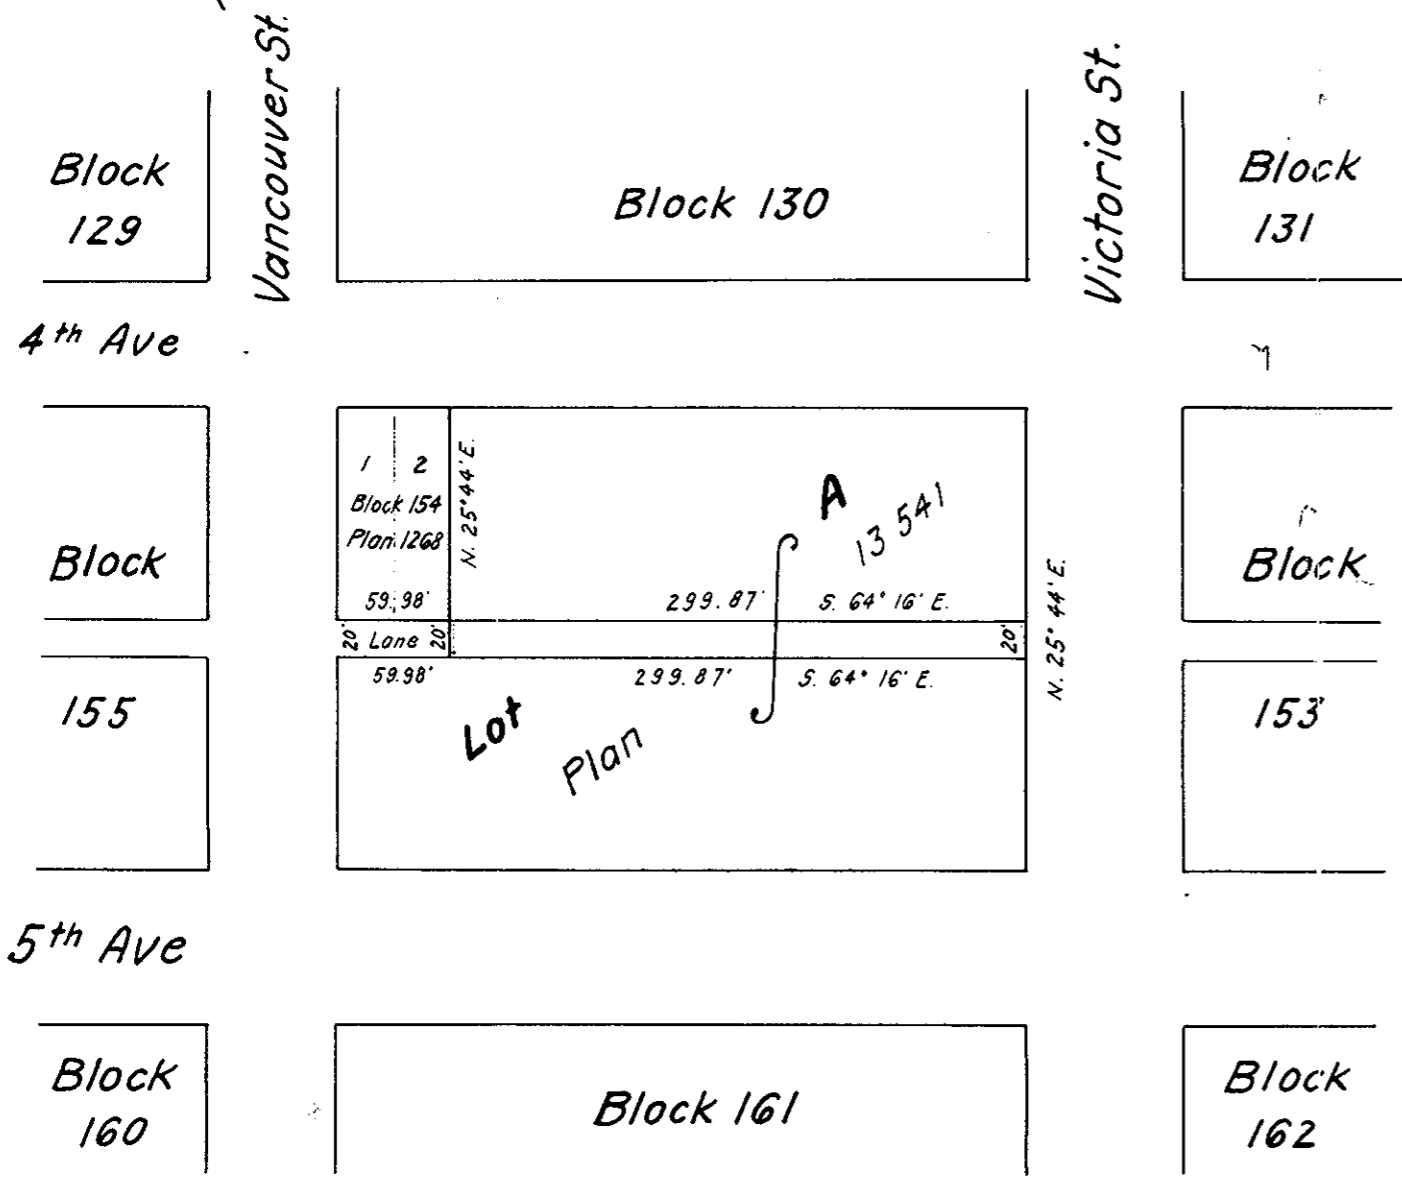 Vancouver St.
Victoria St.
Block
129
Block 130
Block
131
4th Ave
1 2
Block 154
Plan 1268
N. 25° 44' E.
A
13 541
Block
Block
59.98'
299.87' S. 64° 16' E.
20' Lane 20'
20'
N. 25° 44' E.
59.98'
299.87' S. 64° 16' E.
155
Lot
Plan
153
5th Ave
Block
160
Block 161
Block
162